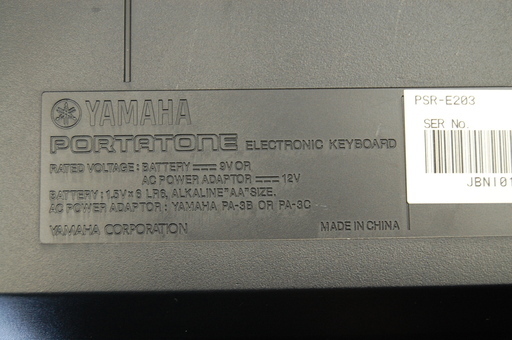 YAMAHA
PORTATONE ELECTRONIC KEYBOARD
RATED VOLTAGE: BATTERY ⎓ 9V OR
AC POWER ADAPTOR ⎓ 12V
BATTERY: 1.5V× 6 LR6, ALKALINE "AA" SIZE.
AC POWER ADAPTOR: YAMAHA PA-3B OR PA-3C
YAMAHA CORPORATION MADE IN CHINA
PSR-E203
SER No.
JBNI01